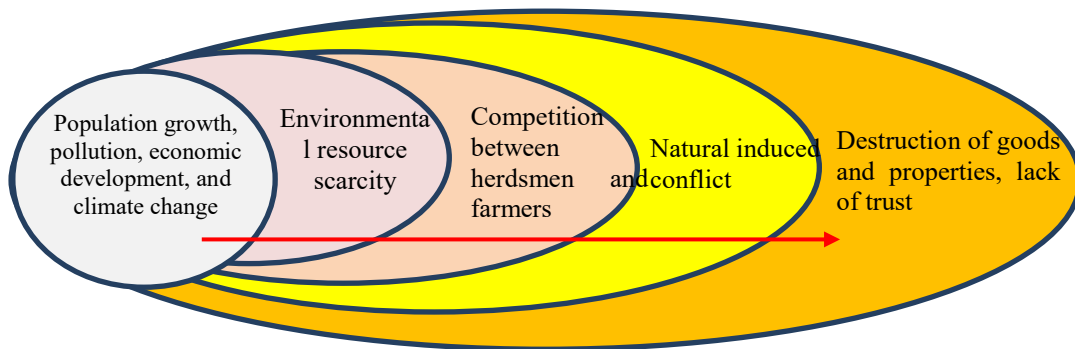 Population growth,
pollution, economic
development, and
climate change
Environmenta
l resource
scarcity
Competition
between
herdsmen and
farmers
Natural induced
conflict
Destruction of goods
and properties, lack
of trust